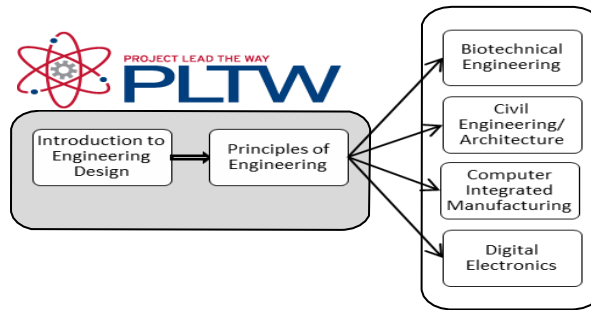 PROJECT LEAD THE WAY
PLTW
Introduction to
Engineering
Design
Principles of
Engineering
Biotechnical
Engineering
Civil
Engineering/
Architecture
Computer
Integrated
Manufacturing
Digital
Electronics